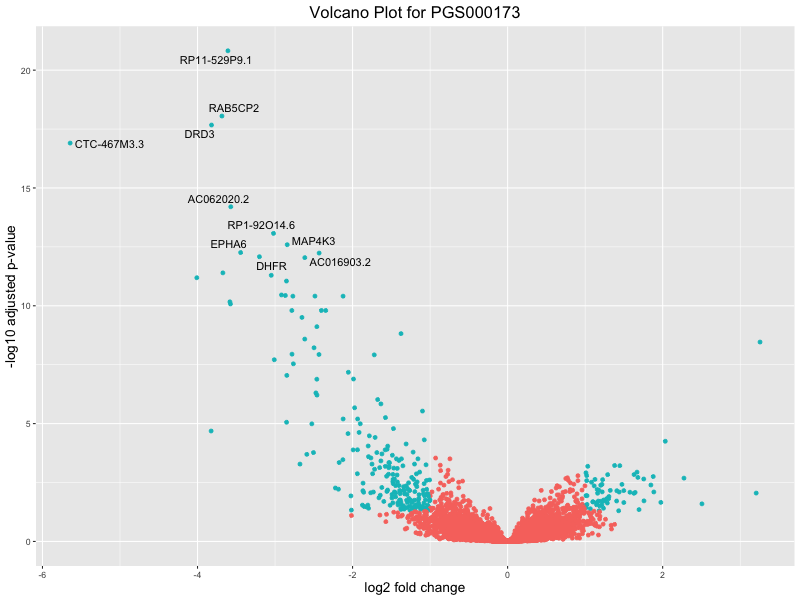 Volcano Plot for PGS000173
-log10 adjusted p-value
20
15
10
5
0
RP11-529P9.1
RAB5CP2
DRD3
CTC-467M3.3
AC062020.2
RP1-92O14.6
EPHA6
MAP4K3
DHFR
AC016903.2
-6
-4
-2
0
2
log2 fold change